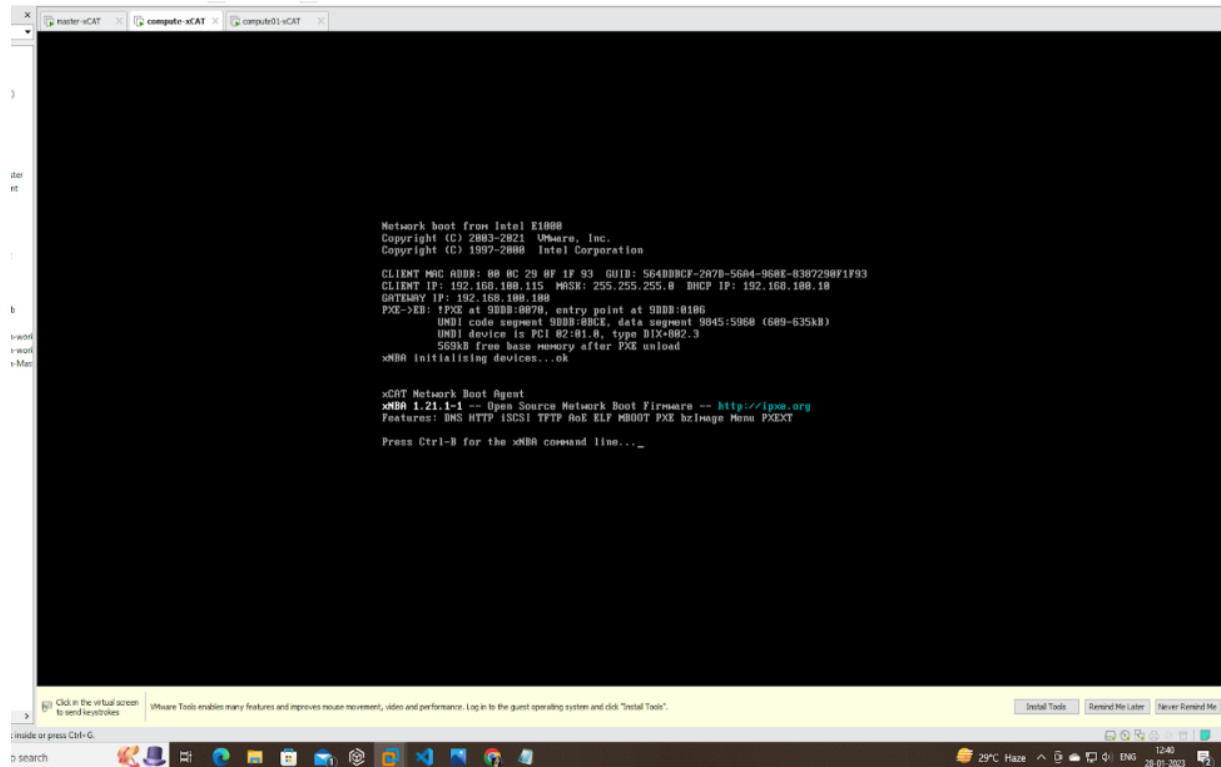 master-xCAT
compute-xCAT
compute01-xCAT
Network boot from Intel E1000
Copyright (C) 2003-2021 VMware, Inc.
Copyright (C) 1997-2000 Intel Corporation
CLIENT MAC ADDR: 00 0C 29 0F 1F 93 GUID: 564DDBCF-2A7D-56A4-960E-8387290F1F93
CLIENT IP: 192.168.100.115 MASK: 255.255.255.0 DHCP IP: 192.168.100.10
GATEWAY IP: 192.168.100.100
PXE->EB: !PXE at 9DDD:0070, entry point at 9DDD:0106
UNDI code segment 9DDD:0BCE, data segment 9845:5960 (609-635kB)
UNDI device is PCI 02:01.0, type DIX+802.3
569kB free base memory after PXE unload
xNBA initialising devices...ok
xCAT Network Boot Agent
xNBA 1.21.1-1 -- Open Source Network Boot Firmware -- http://ipxe.org
Features: DNS HTTP iSCSI TFTP AoE ELF MBOOT PXE bzImage Menu PXEXT
Press Ctrl-B for the xNBA command line..._
Click in the virtual screen
to send keystrokes
VMware Tools enables many features and improves mouse movement, video and performance. Log in to the guest operating system and click "Install Tools".
Install Tools
Remind Me Later
Never Remind Me
inside or press Ctrl+G.
search
29°C Haze
ENG
12:40
28-01-2023